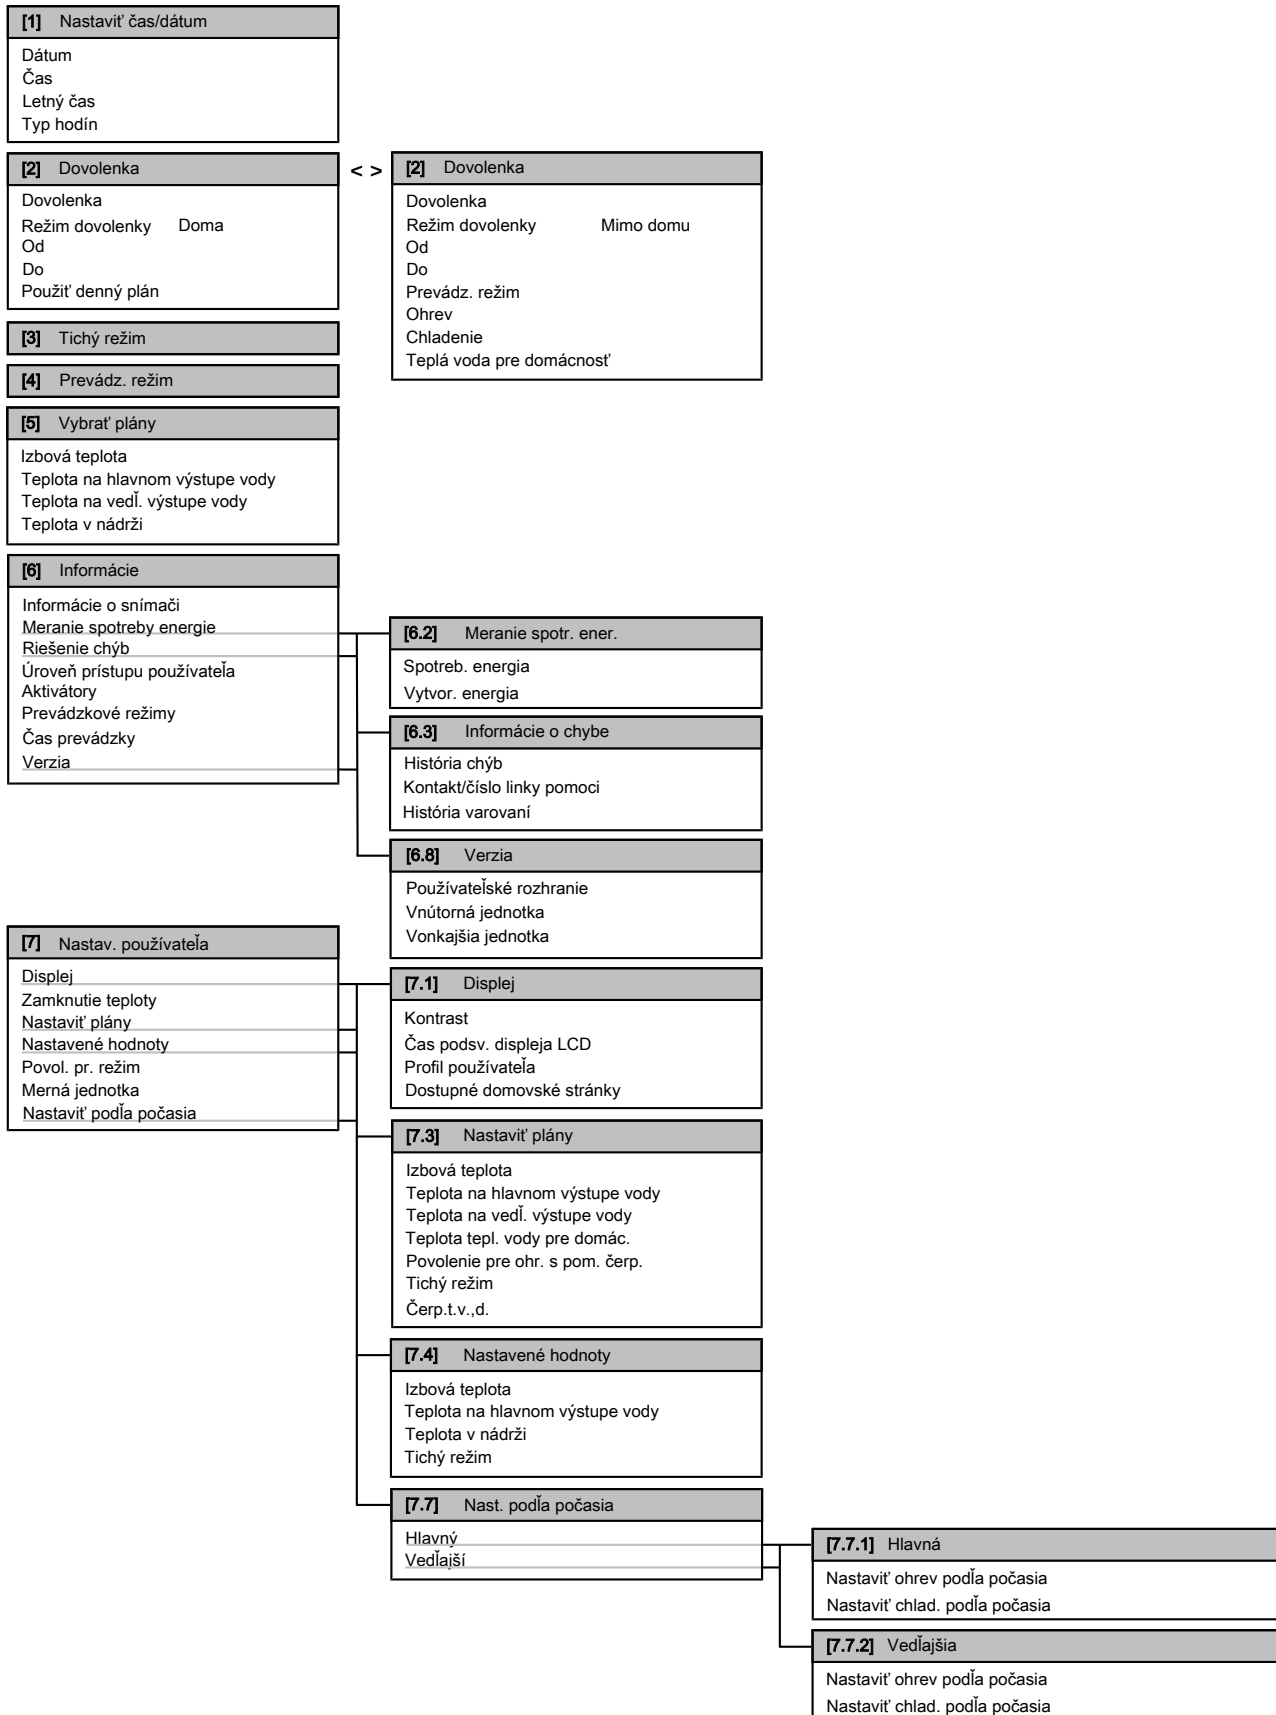 [1] Nastaviť čas/dátum
Dátum
Čas
Letný čas
Typ hodín
[2] Dovolenka
Dovolenka
Režim dovolenky Doma
Od
Do
Použiť denný plán
< >
[2] Dovolenka
Dovolenka
Režim dovolenky Mimo domu
Od
Do
Prevádz. režim
Ohrev
Chladenie
Teplá voda pre domácnosť
[3] Tichý režim
[4] Prevádz. režim
[5] Vybrať plány
Izbová teplota
Teplota na hlavnom výstupe vody
Teplota na vedľ. výstupe vody
Teplota v nádrži
[6] Informácie
Informácie o snímači
Meranie spotreby energie
Riešenie chýb
Úroveň prístupu používateľa
Aktivátory
Prevádzkové režimy
Čas prevádzky
Verzia
[6.2] Meranie spotr. ener.
Spotreb. energia
Vytvor. energia
[6.3] Informácie o chybe
História chýb
Kontakt/číslo linky pomoci
História varovaní
[6.8] Verzia
Používateľské rozhranie
Vnútorná jednotka
Vonkajšia jednotka
[7] Nastav. používateľa
Displej
Zamknutie teploty
Nastaviť plány
Nastavené hodnoty
Povol. pr. režim
Merná jednotka
Nastaviť podľa počasia
[7.1] Displej
Kontrast
Čas podsv. displeja LCD
Profil používateľa
Dostupné domovské stránky
[7.3] Nastaviť plány
Izbová teplota
Teplota na hlavnom výstupe vody
Teplota na vedľ. výstupe vody
Teplota tepl. vody pre domác.
Povolenie pre ohr. s pom. čerp.
Tichý režim
Čerp.t.v.,d.
[7.4] Nastavené hodnoty
Izbová teplota
Teplota na hlavnom výstupe vody
Teplota v nádrži
Tichý režim
[7.7] Nast. podľa počasia
Hlavný
Vedľajší
[7.7.1] Hlavná
Nastaviť ohrev podľa počasia
Nastaviť chlad. podľa počasia
[7.7.2] Vedľajšia
Nastaviť ohrev podľa počasia
Nastaviť chlad. podľa počasia